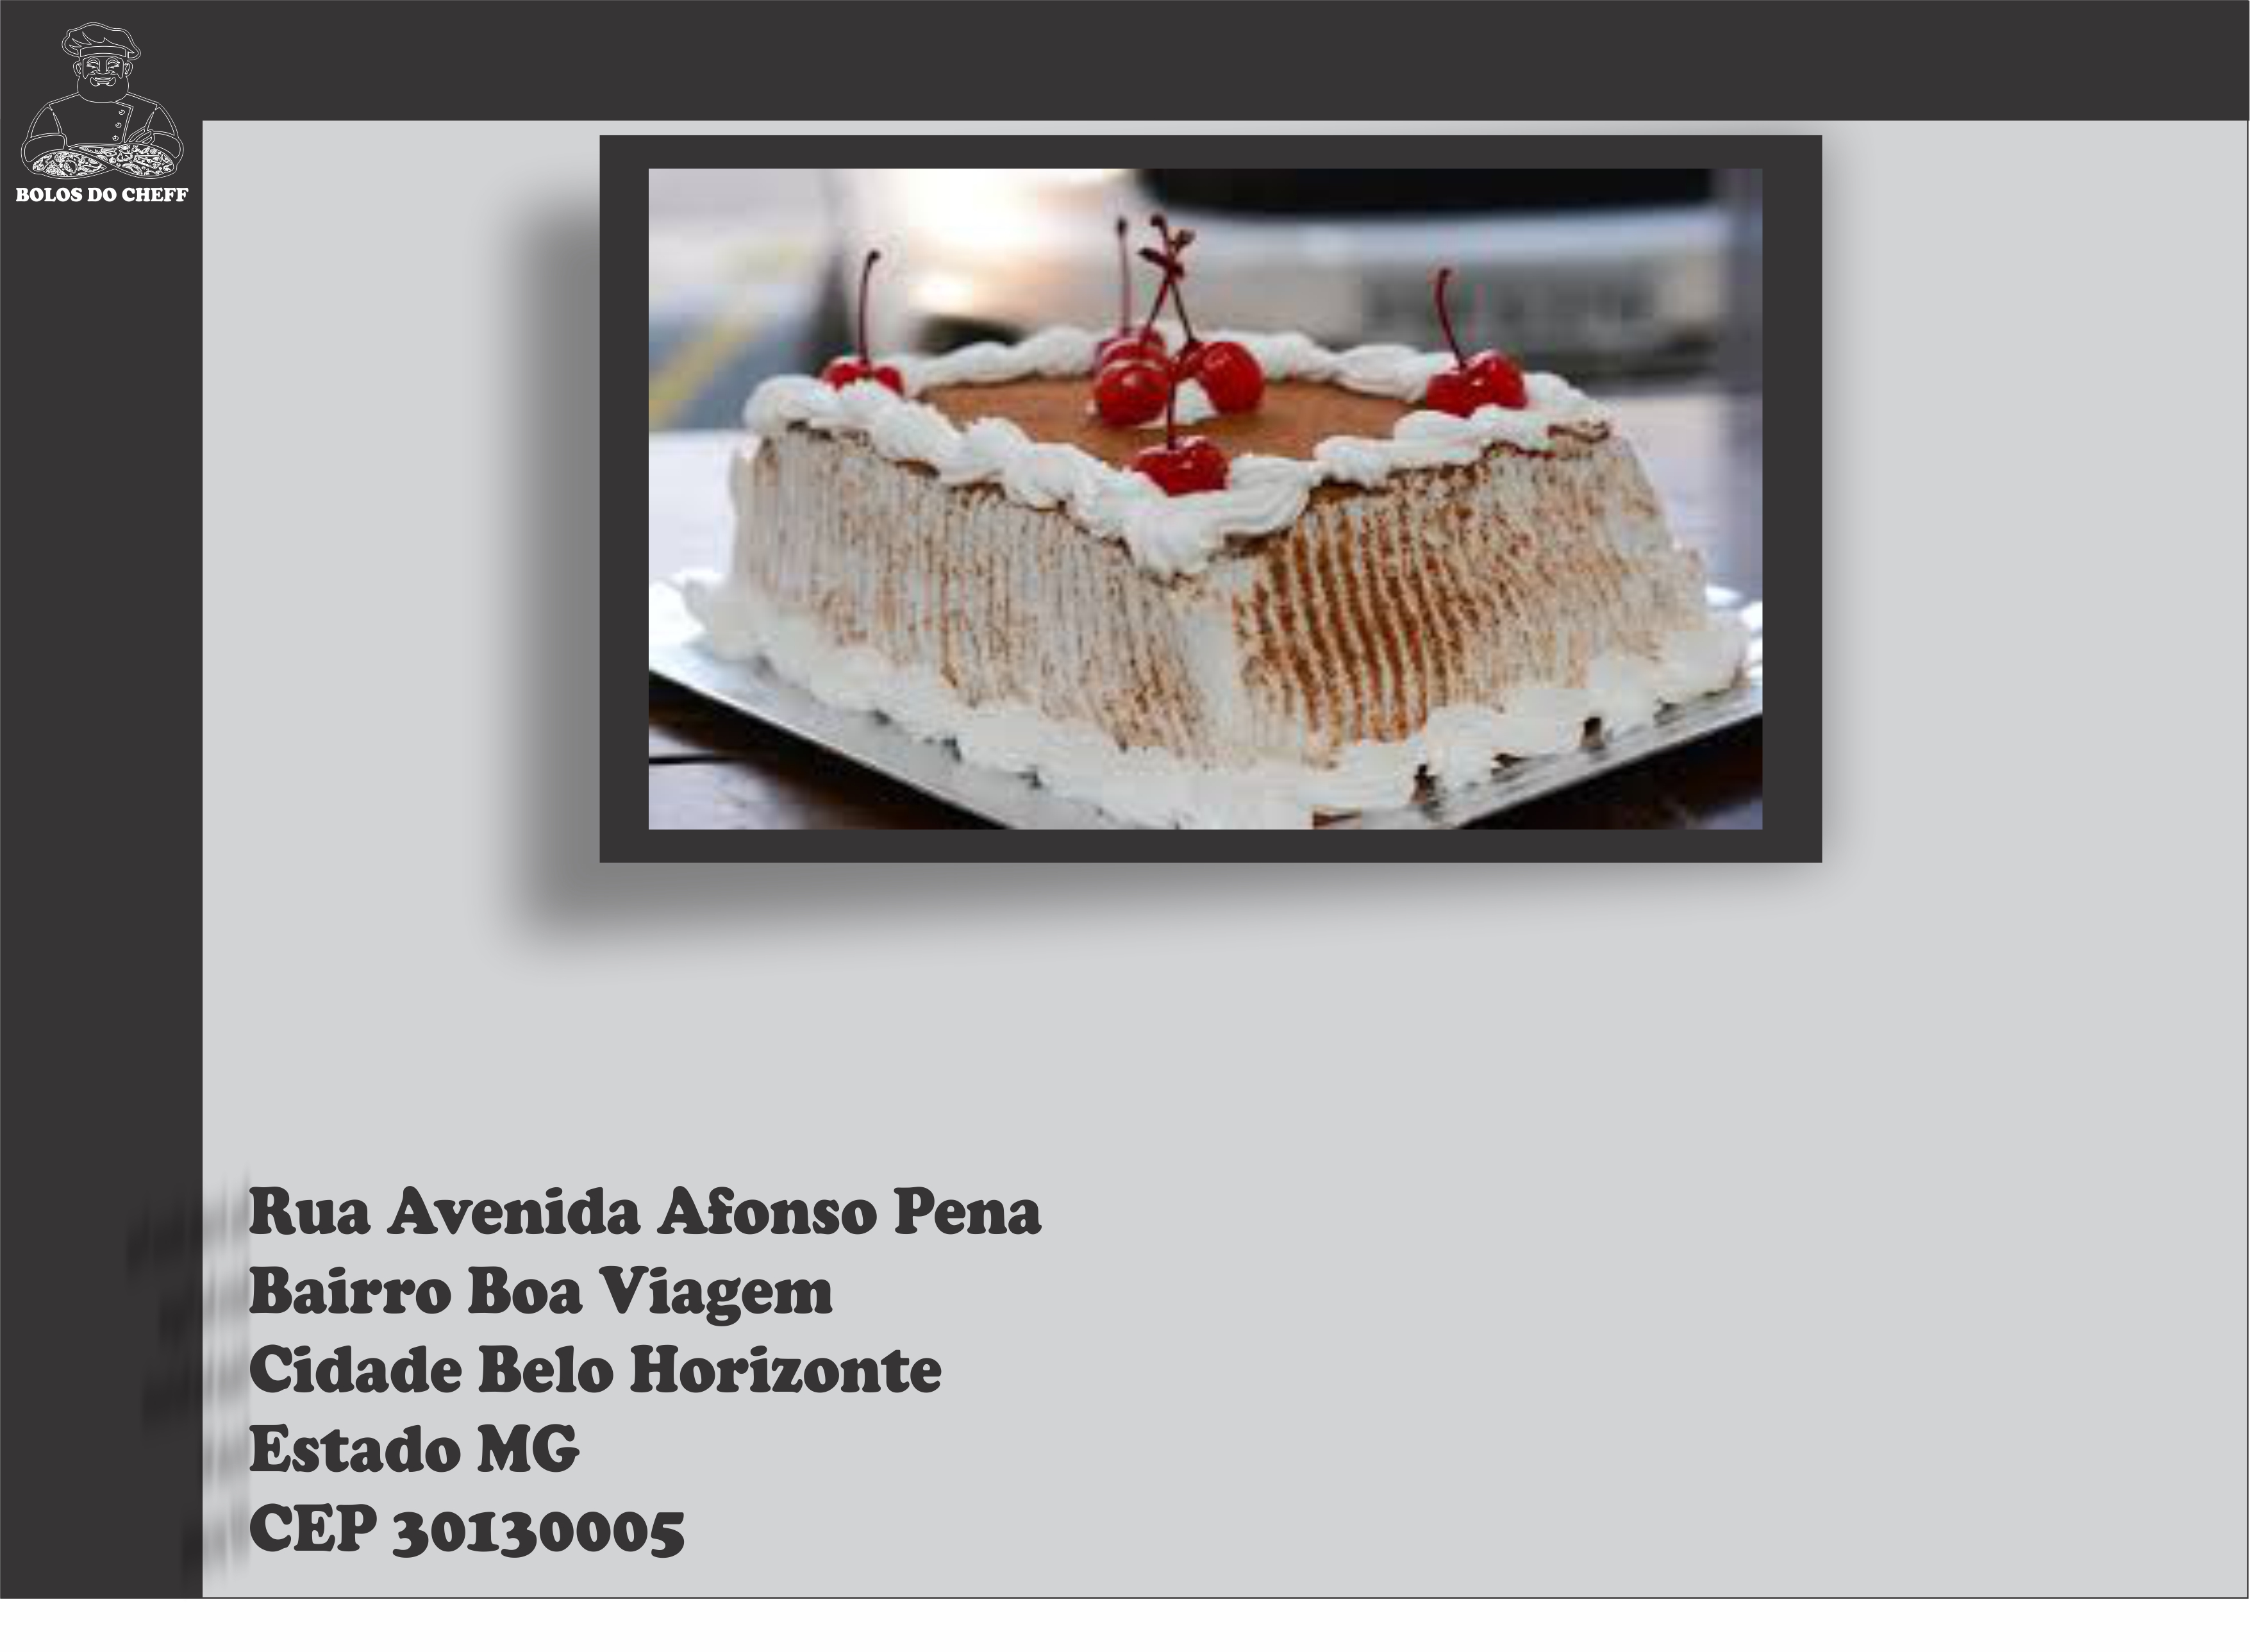 BOLOS DO CHEFF
Rua Avenida Afonso Pena
Bairro Boa Viagem
Cidade Belo Horizonte
Estado MG
CEP 30130005